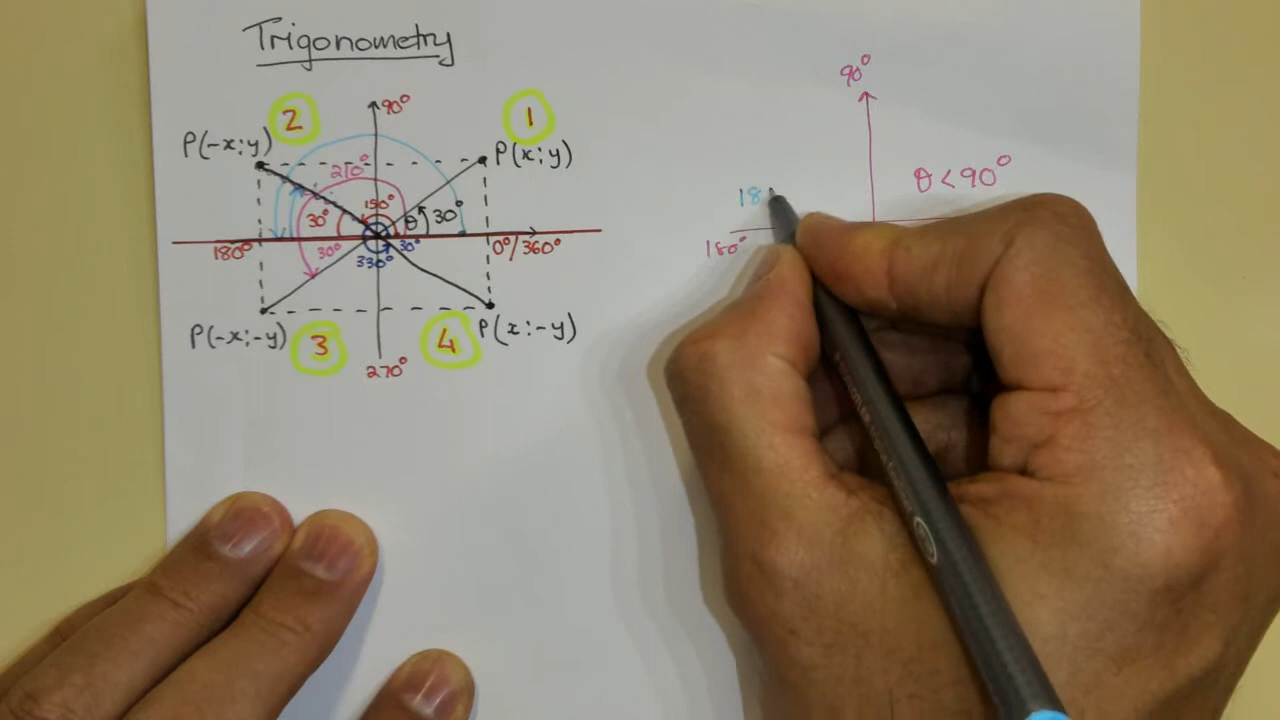 Trigonometry
90°
2
1
P(-x;y)
P(x;y)
210°
150°
30°
θ
30°
180°
30°
30°
0°/360°
330°
P(-x;-y)
3
4
P(x;-y)
270°
90°
θ<90°
18
180°